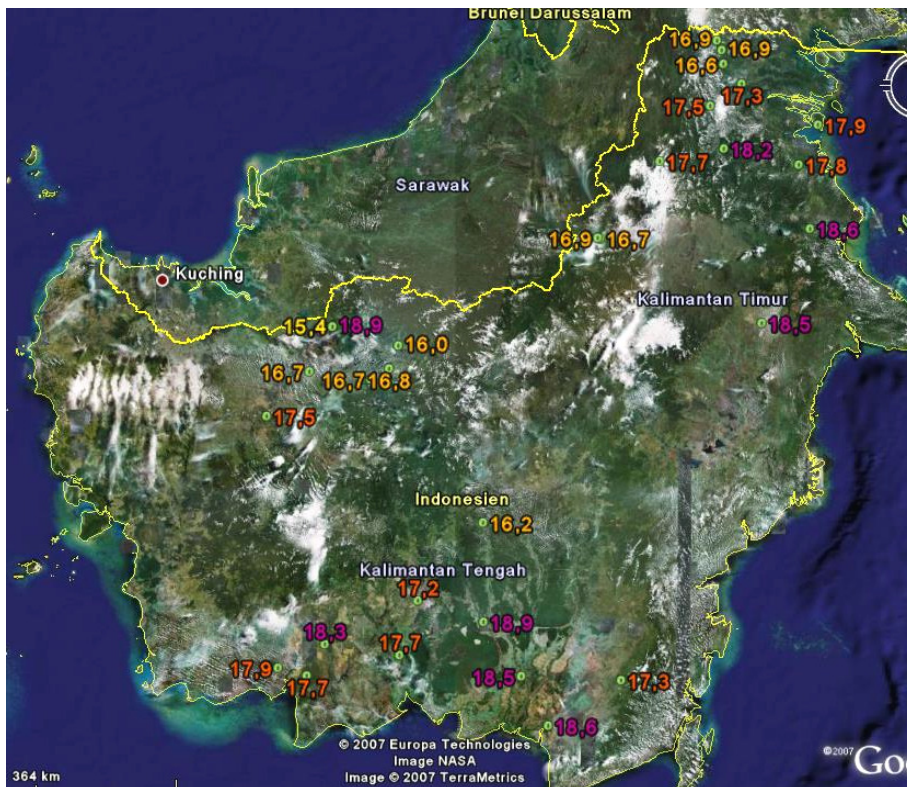 Brunei Darussalam
16,9
16,9
16,6
17,3
17,5
17,9
18,2
17,7
17,8
Sarawak
18,6
16,9 16,7
Kuching
Kalimantan Timur
15,4 18,9
18,5
16,0
16,7 16,7 16,8
17,5
Indonesien
16,2
Kalimantan Tengah
17,2
18,9
18,3
17,7
17,9
18,5
17,3
17,7
18,6
© 2007 Europa Technologies
Image NASA
Image © 2007 TerraMetrics
©2007
364 km